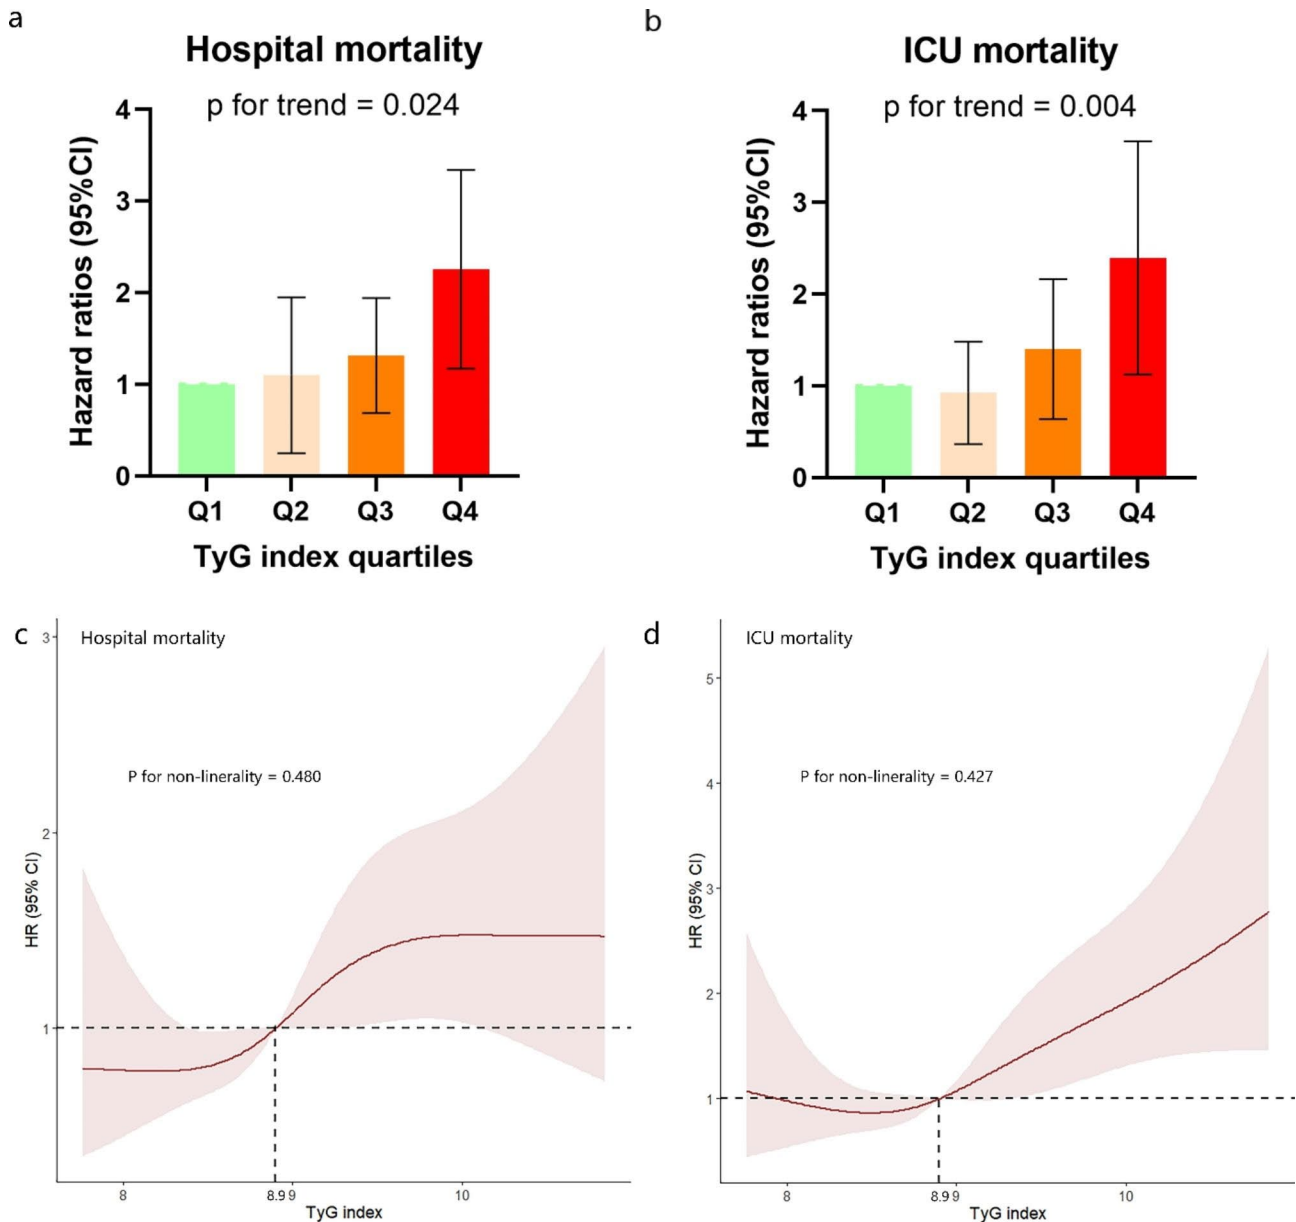 a
Hospital mortality
p for trend = 0.024
Hazard ratios (95%CI)
4
3
2
1
0
Q1 Q2 Q3 Q4
TyG index quartiles
b
ICU mortality
p for trend = 0.004
Hazard ratios (95%CI)
4
3
2
1
0
Q1 Q2 Q3 Q4
TyG index quartiles
c
Hospital mortality
P for non-linerality = 0.480
HR (95% CI)
3
2
1
8 8.9 9 10
TyG index
d
ICU mortality
P for non-linerality = 0.427
HR (95% CI)
5
4
3
2
1
8 8.9 9 10
TyG index